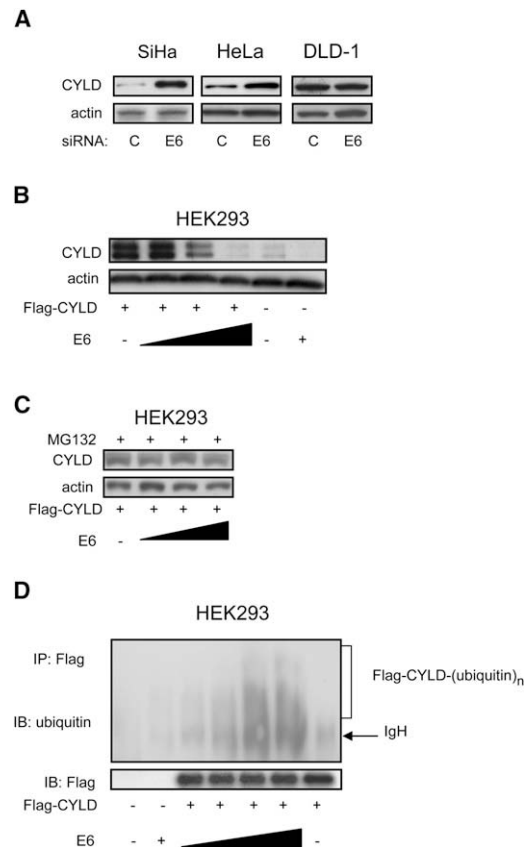 A
SiHa HeLa DLD-1
CYLD
actin
siRNA: C E6 C E6 C E6
B
HEK293
CYLD
actin
Flag-CYLD + + + + - -
E6 - - +
C
HEK293
MG132 + + + +
CYLD
actin
Flag-CYLD + + + +
E6 -
D
HEK293
IP: Flag
Flag-CYLD-(ubiquitin)n
IB: ubiquitin
IgH
IB: Flag
Flag-CYLD - - + + + + +
E6 - + -